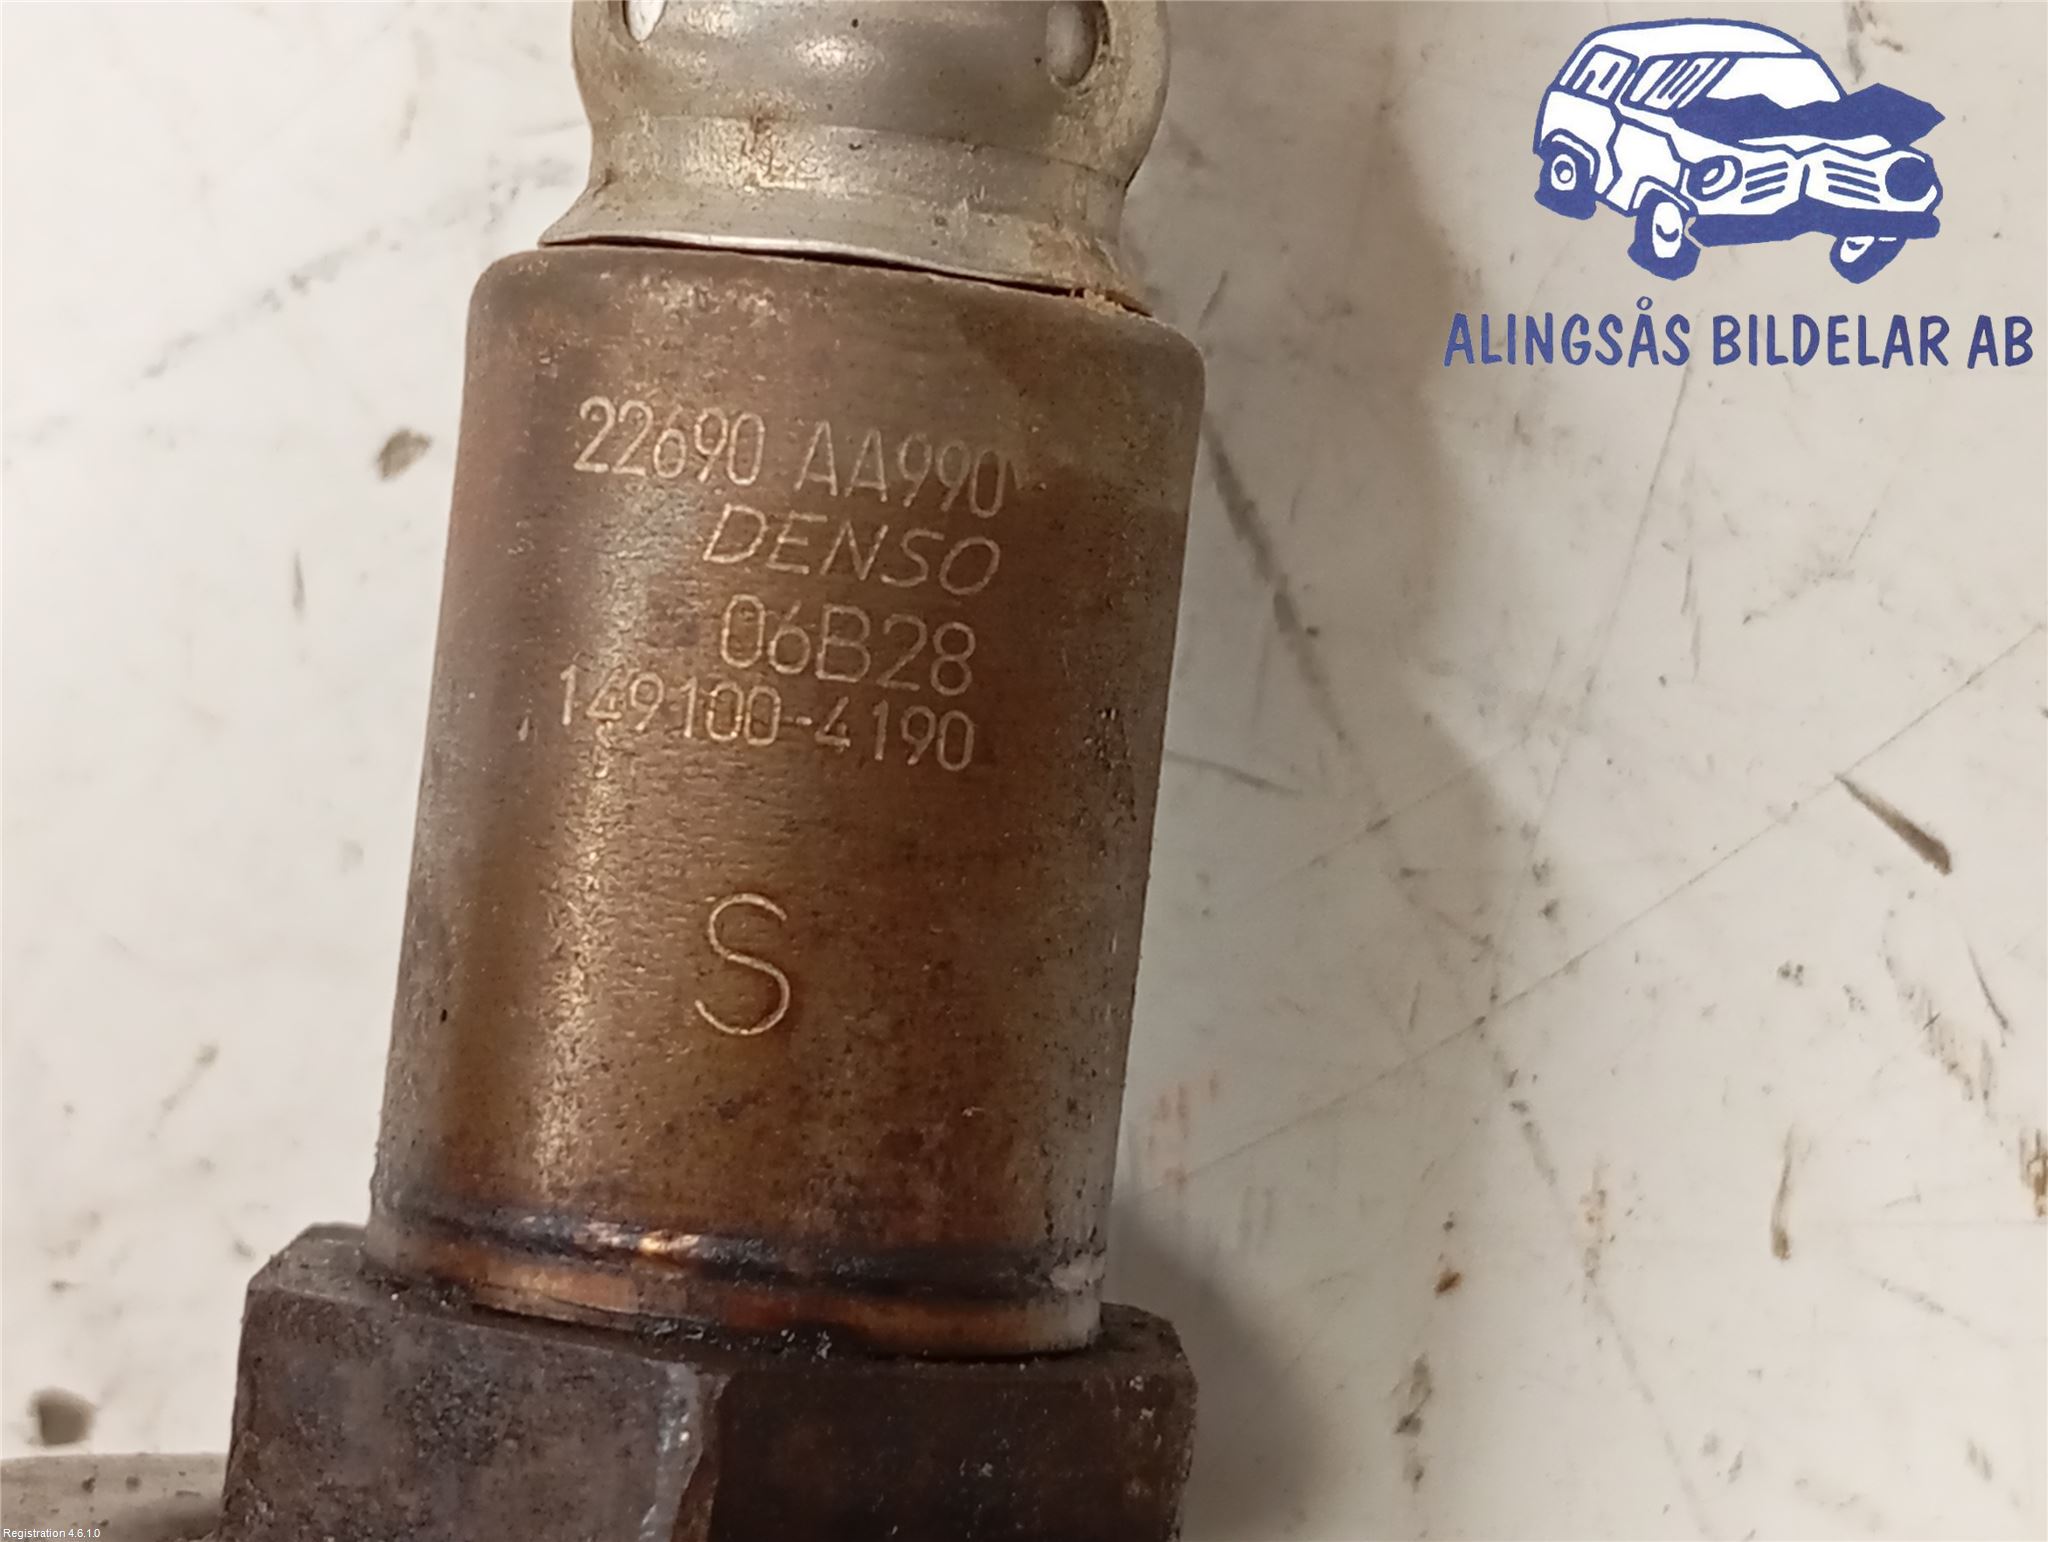 ALINGSÅS BILDELAR AB
22690 AA990
DENSO
06B28
149100-4190
S
Registration 4.6.1.0